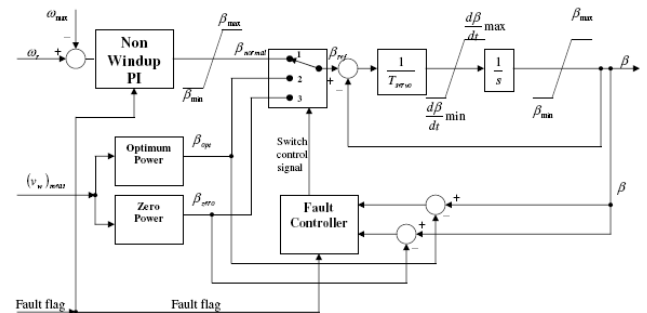 ω_max
−
ω_r
+
Non
Windup
PI
β_max
β_min
β_normal
1
2
3
β_ref
+
−
1
T_servo
dβ
dt
max
dβ
dt
min
1
s
β_max
β_min
β
Optimum
Power
β_opt
(v_w)_meas
Zero
Power
β_zero
Switch
control
signal
Fault
Controller
+
−
+
−
β
Fault flag
Fault flag